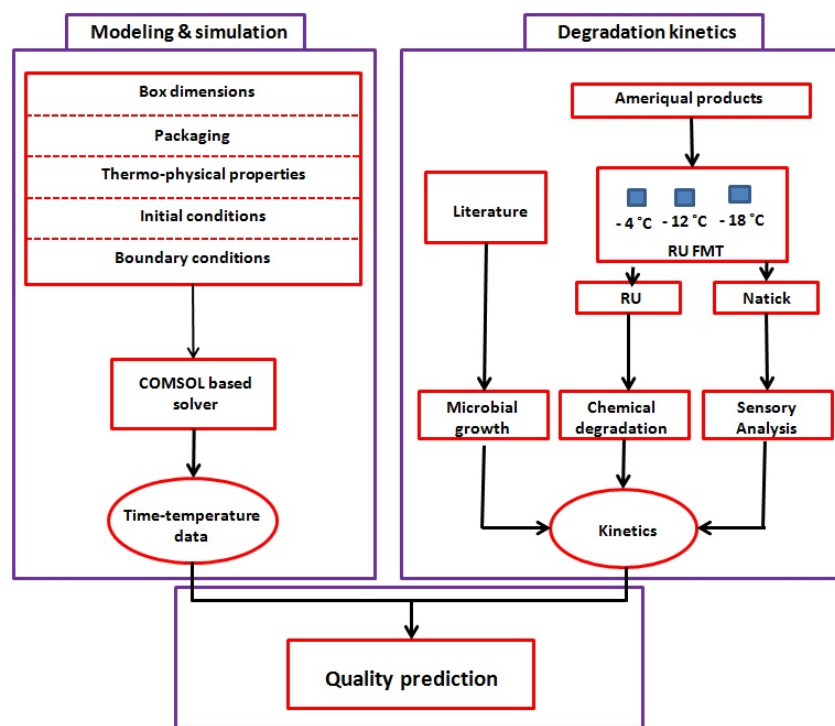 Modeling & simulation
Box dimensions
Packaging
Thermo-physical properties
Initial conditions
Boundary conditions
COMSOL based
solver
Time-temperature
data
Degradation kinetics
Ameriqual products
Literature
- 4 °C
- 12 °C
- 18 °C
RU FMT
RU
Natick
Microbial
growth
Chemical
degradation
Sensory
Analysis
Kinetics
Quality prediction